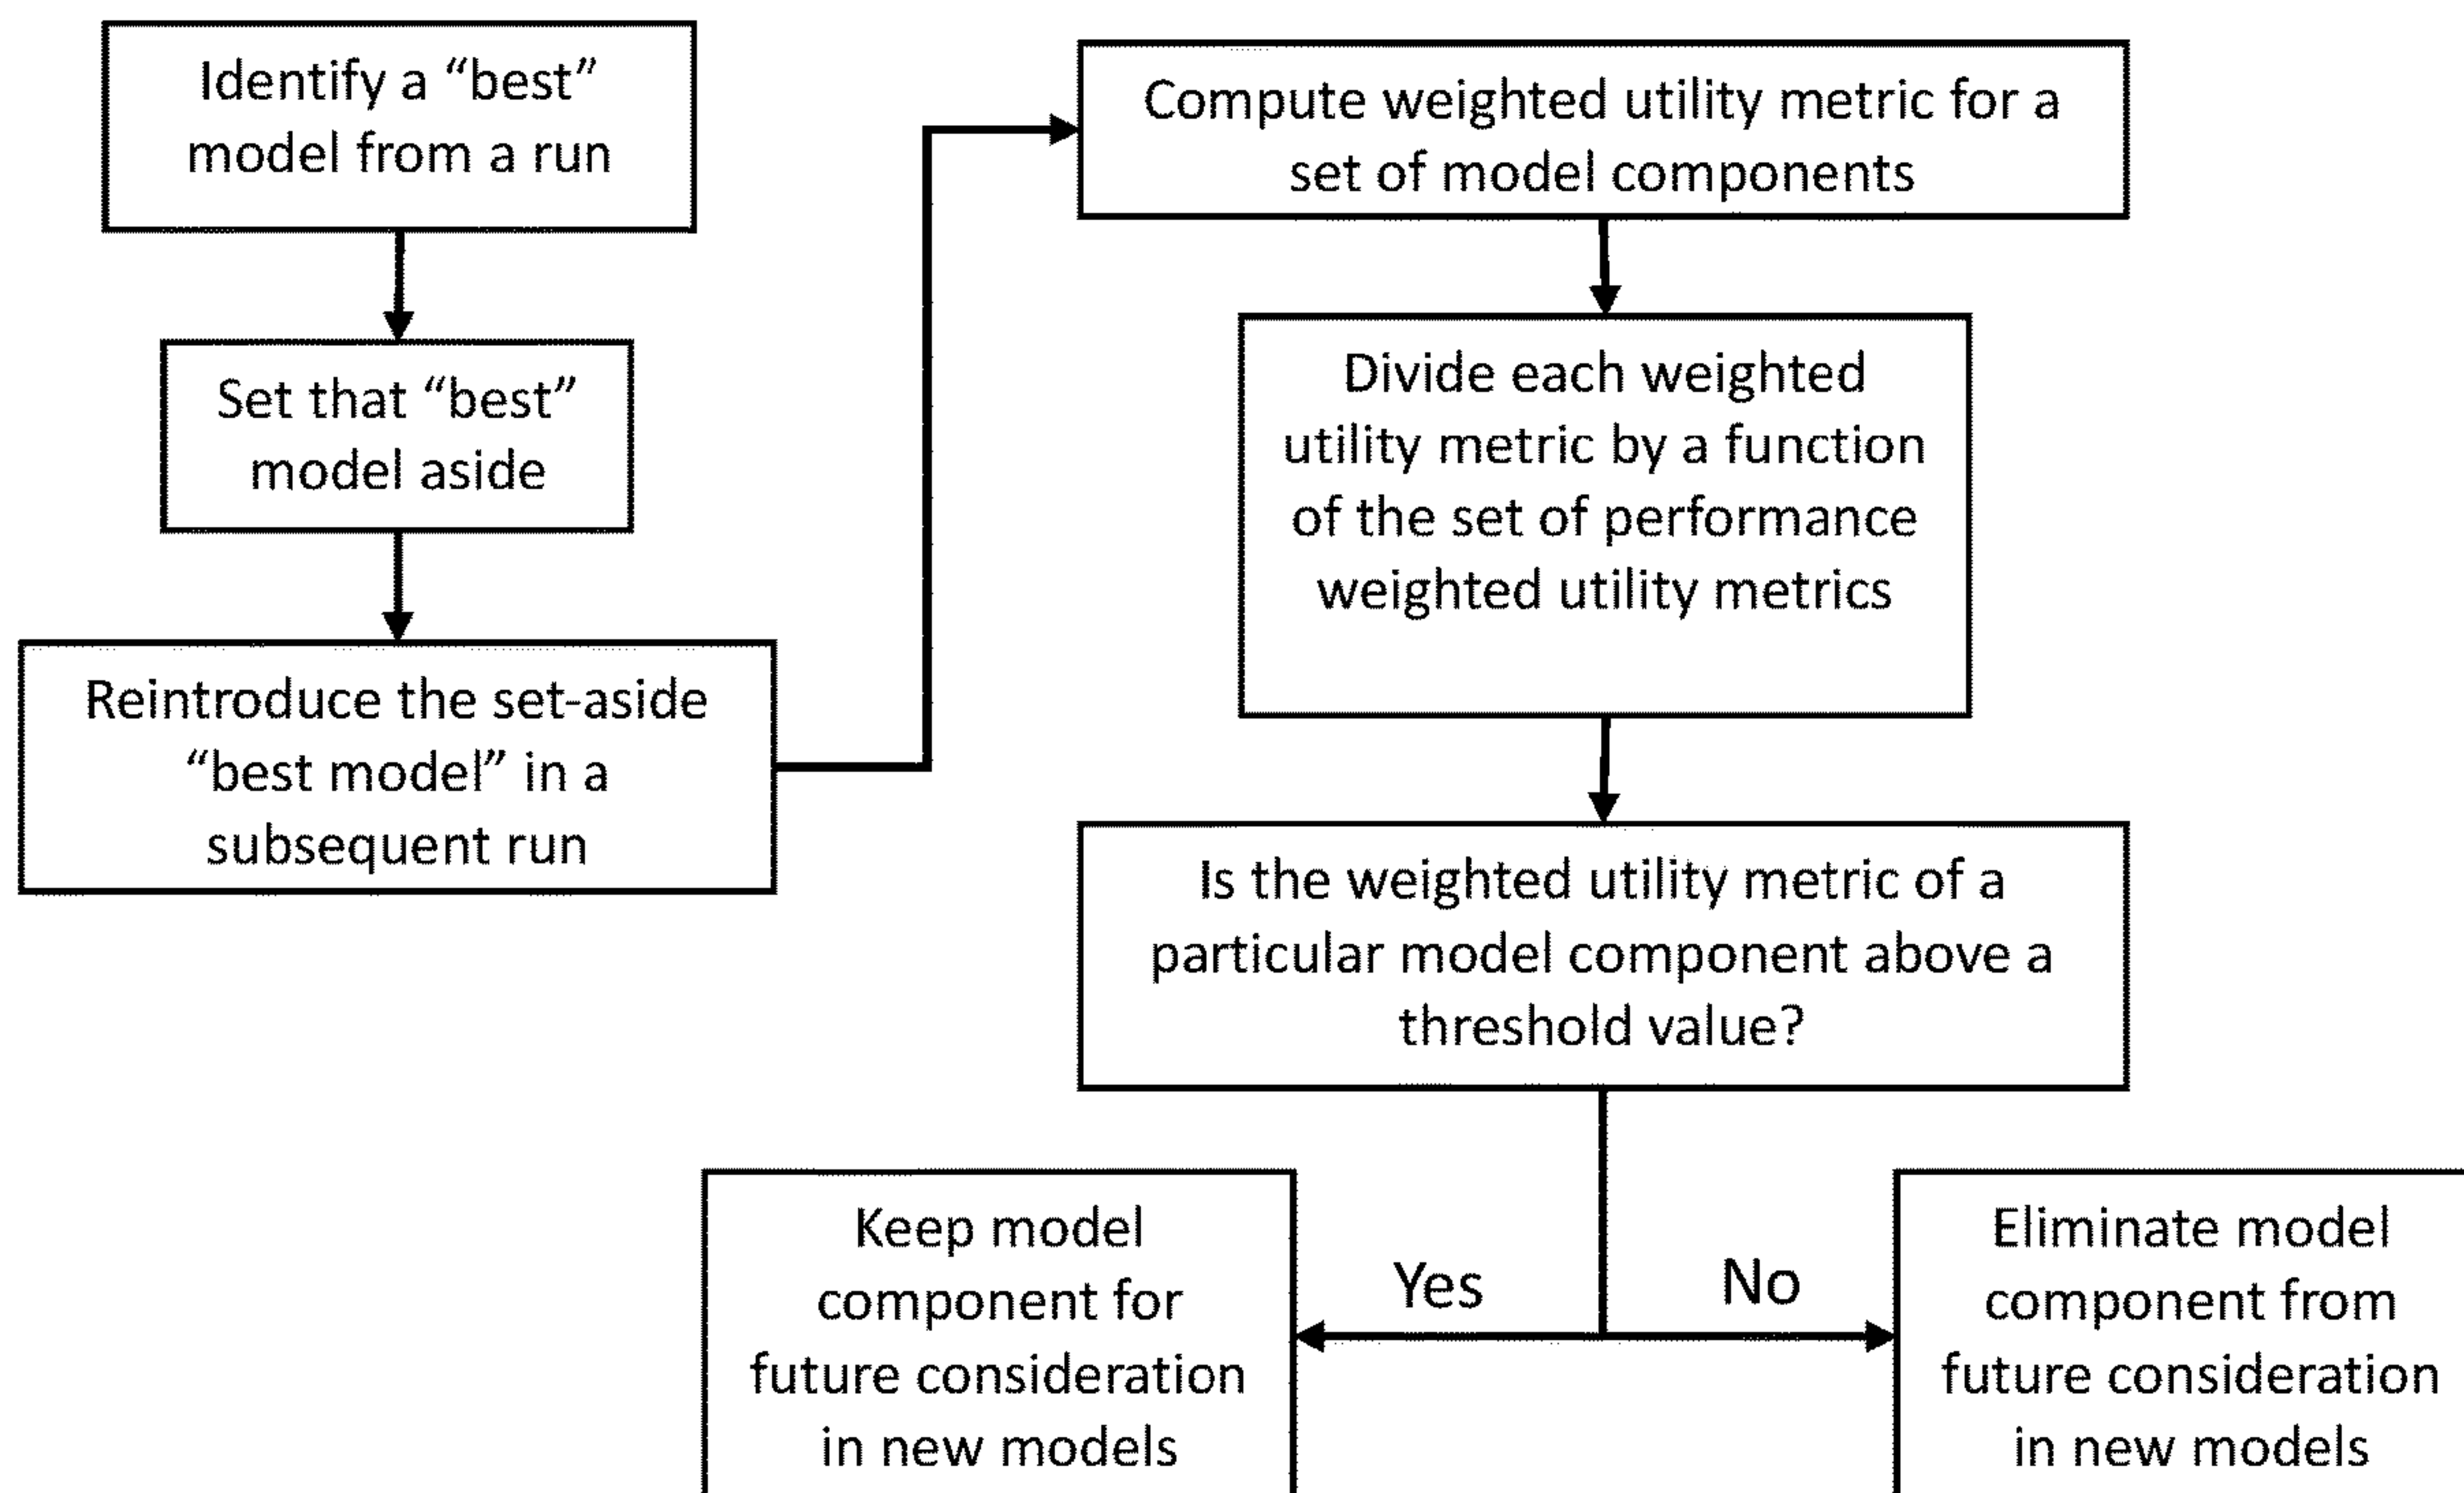 Identify a “best”
model from a run
Set that “best”
model aside
Reintroduce the set-aside
“best model” in a
subsequent run
Compute weighted utility metric for a
set of model components
Divide each weighted
utility metric by a function
of the set of performance
weighted utility metrics
Is the weighted utility metric of a
particular model component above a
threshold value?
Yes
No
Keep model
component for
future consideration
in new models
Eliminate model
component from
future consideration
in new models